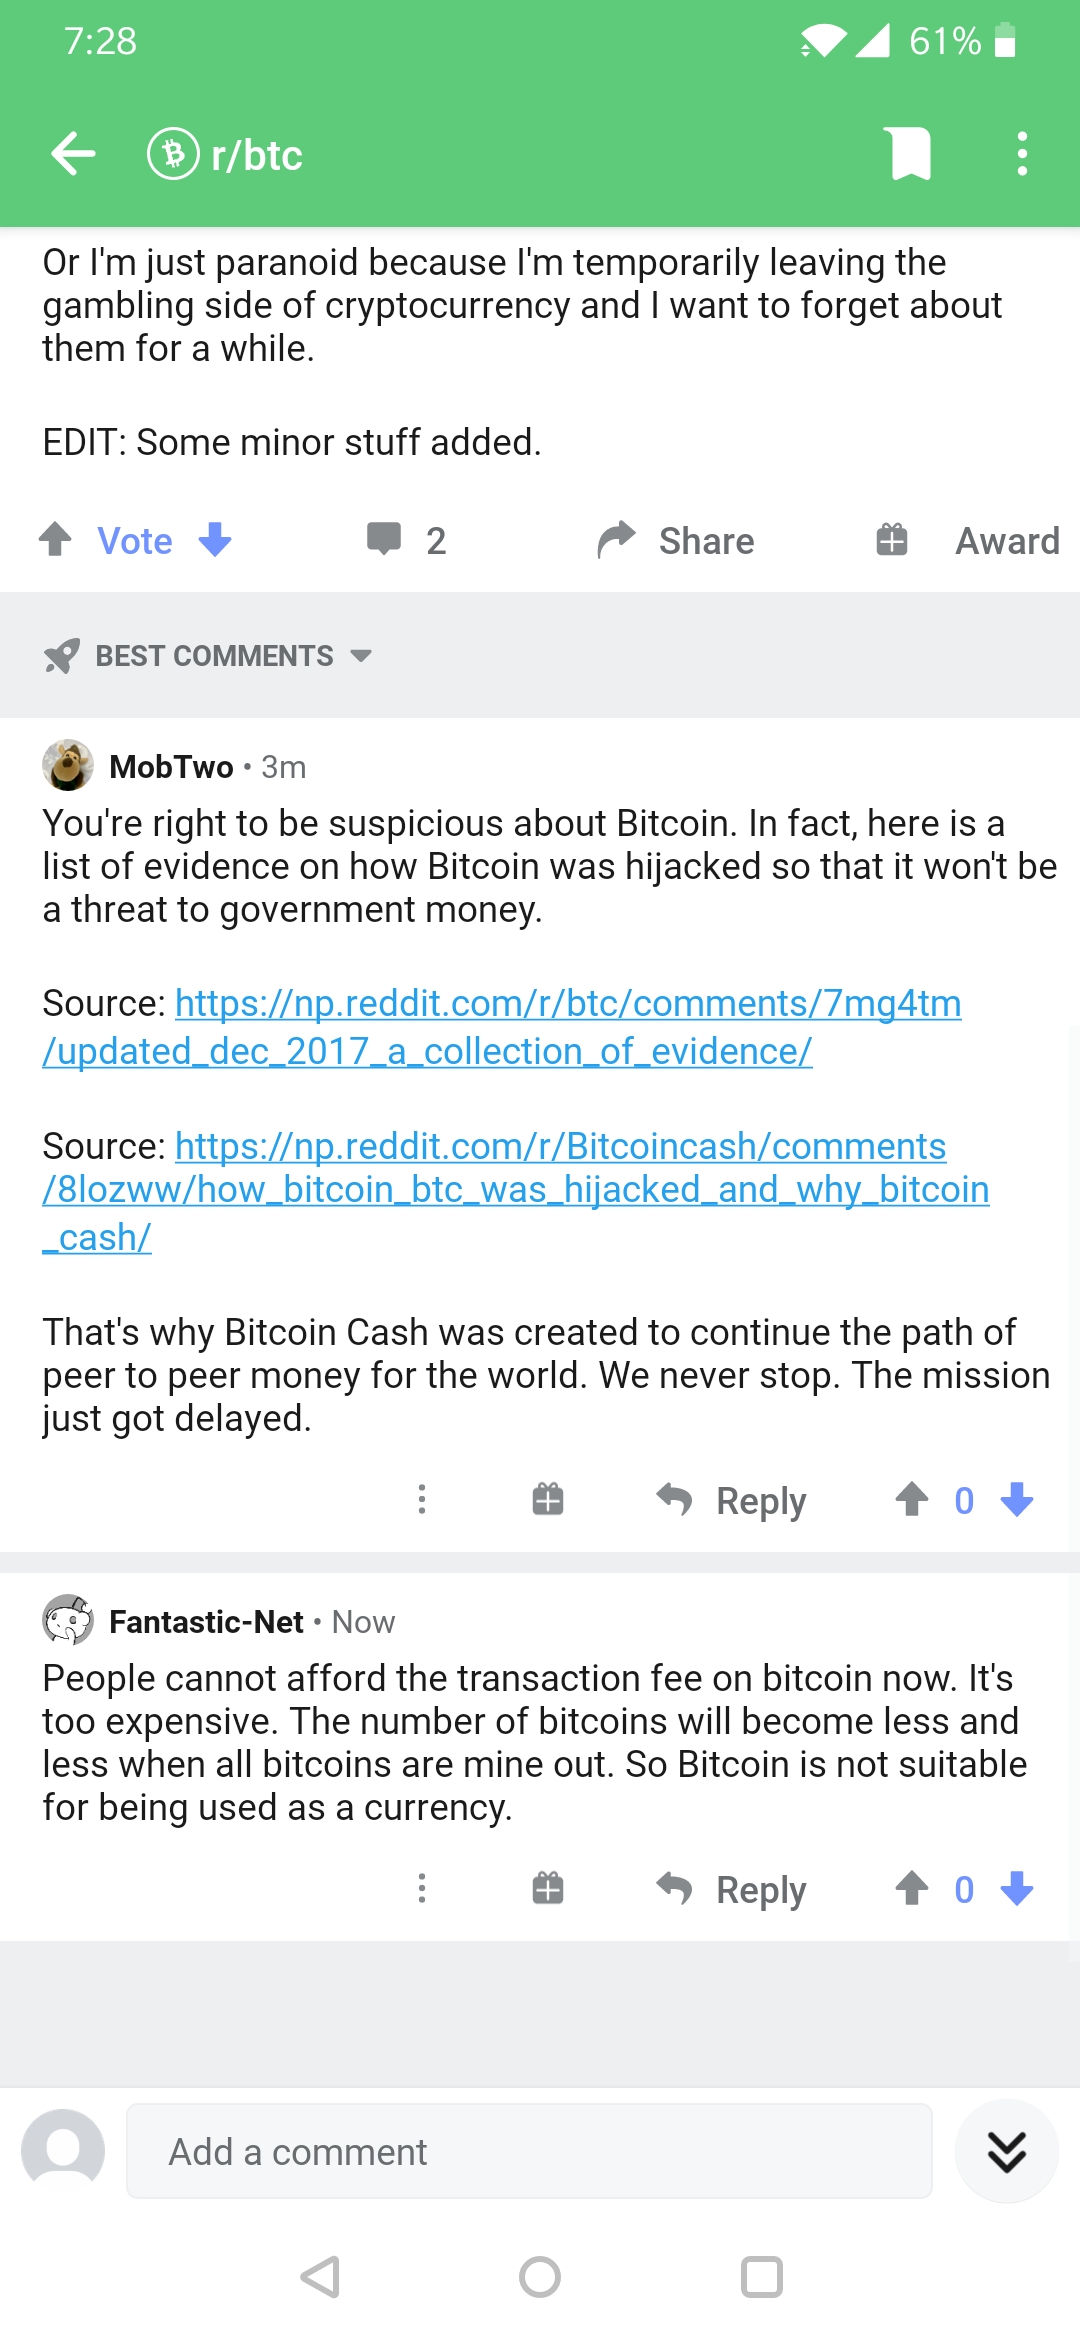 7:28
61%
r/btc
Or I'm just paranoid because I'm temporarily leaving the
gambling side of cryptocurrency and I want to forget about
them for a while.
EDIT: Some minor stuff added.
Vote
2
Share
Award
BEST COMMENTS
MobTwo • 3m
You're right to be suspicious about Bitcoin. In fact, here is a
list of evidence on how Bitcoin was hijacked so that it won't be
a threat to government money.
Source: https://np.reddit.com/r/btc/comments/7mg4tm
/updated_dec_2017_a_collection_of_evidence/
Source: https://np.reddit.com/r/Bitcoincash/comments
/8lozww/how_bitcoin_btc_was_hijacked_and_why_bitcoin
_cash/
That's why Bitcoin Cash was created to continue the path of
peer to peer money for the world. We never stop. The mission
just got delayed.
Reply
0
Fantastic-Net • Now
People cannot afford the transaction fee on bitcoin now. It's
too expensive. The number of bitcoins will become less and
less when all bitcoins are mine out. So Bitcoin is not suitable
for being used as a currency.
Reply
0
Add a comment